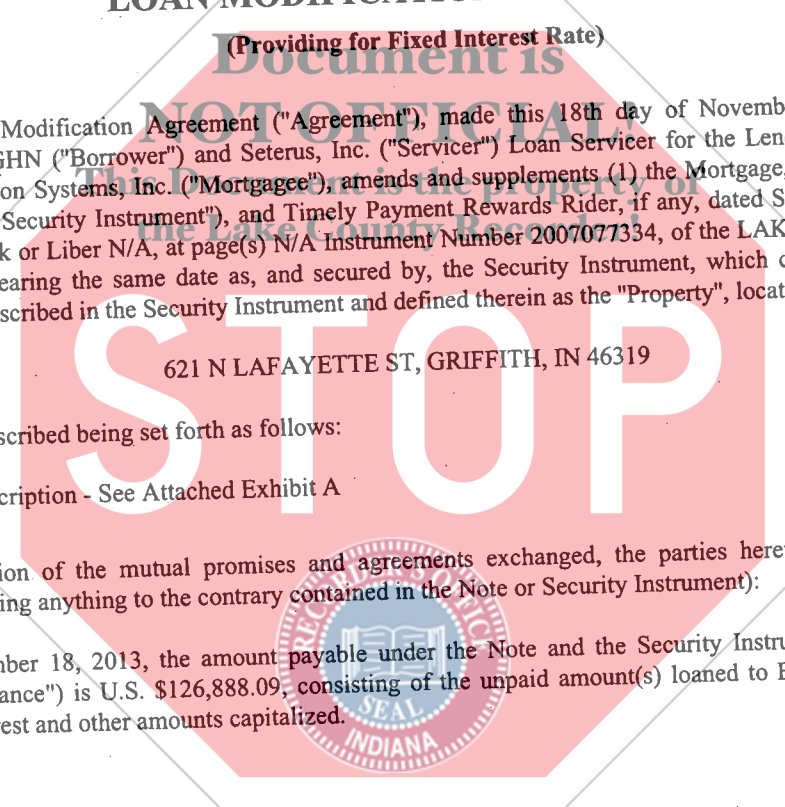 (Providing for Fixed Interest Rate)
Document is
NOT OFFICIAL!
This Document is the property of
the Lake County Recorder!
Modification Agreement ("Agreement"), made this 18th day of Novemb
GHN ("Borrower") and Seterus, Inc. ("Servicer") Loan Servicer for the Len
on Systems, Inc. ("Mortgagee"), amends and supplements (1) the Mortgage,
Security Instrument"), and Timely Payment Rewards Rider, if any, dated S
k or Liber N/A, at page(s) N/A Instrument Number 2007077334, of the LAK
earing the same date as, and secured by, the Security Instrument, which c
scribed in the Security Instrument and defined therein as the "Property", locat
STOP
621 N LAFAYETTE ST, GRIFFITH, IN 46319
scribed being set forth as follows:
cription - See Attached Exhibit A
ion of the mutual promises and agreements exchanged, the parties here
ing anything to the contrary contained in the Note or Security Instrument):
nber 18, 2013, the amount payable under the Note and the Security Instru
ance") is U.S. $126,888.09, consisting of the unpaid amount(s) loaned to B
rest and other amounts capitalized.
RECORDER'S OFFICE
SEAL
INDIANA